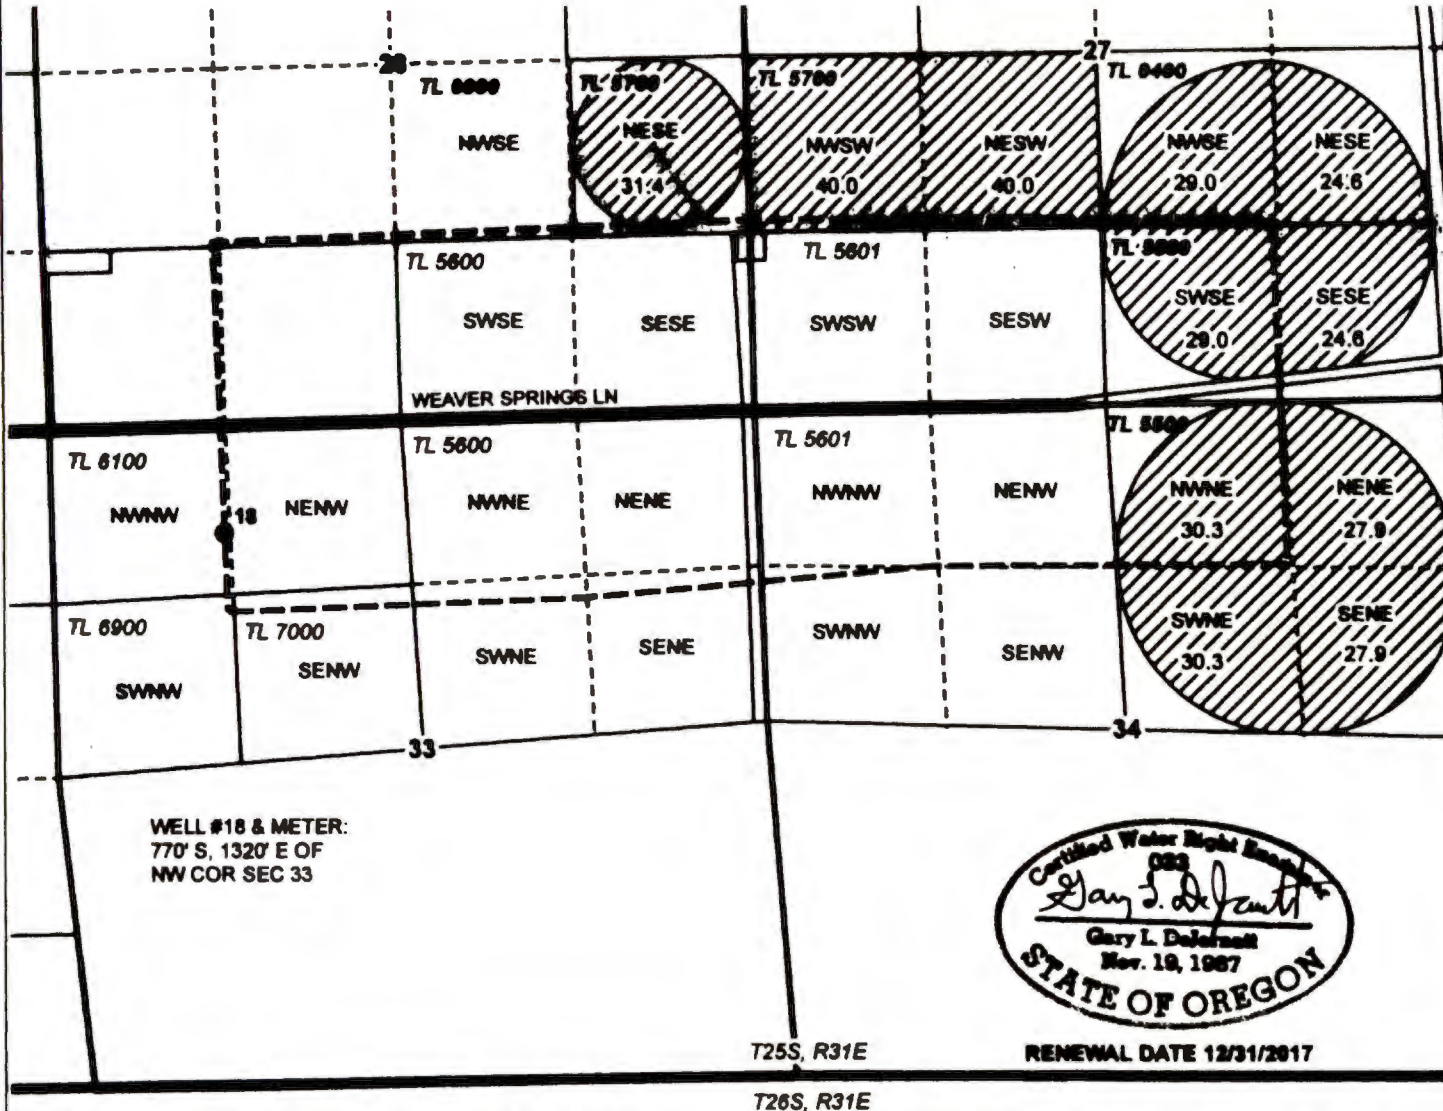 27
TL 5700
TL 5700
NWSE
NESE
NWSW
NESW
NWSE
NESE
31.4
40.0
40.0
29.0
24.6
TL 5600
TL 5601
SWSE
SESE
SWSW
SESW
SWSE
SESE
29.0
24.6
WEAVER SPRINGS LN
TL 6100
TL 5600
TL 5601
NWNW
18
NENW
NWNE
NENE
NWNW
NENW
NWNE
NENE
30.3
27.9
TL 6900
TL 7000
SWNW
SENW
SWNE
SENE
SWNW
SENW
SWNE
SENE
30.3
27.9
33
34
WELL #18 & METER:
770' S, 1320' E OF
NW COR SEC 33
Certified Water Right
033
Gary L.
Nov. 19, 1987
STATE OF OREGON
RENEWAL DATE 12/31/2017
T25S, R31E
T26S, R31E